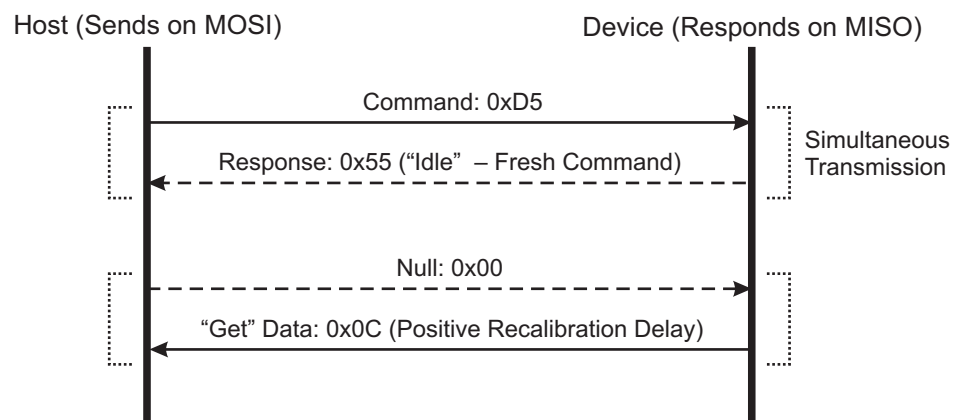 Host (Sends on MOSI)
Device (Responds on MISO)
Command: 0xD5
Response: 0x55 (“Idle” – Fresh Command)
Simultaneous
Transmission
Null: 0x00
“Get” Data: 0x0C (Positive Recalibration Delay)